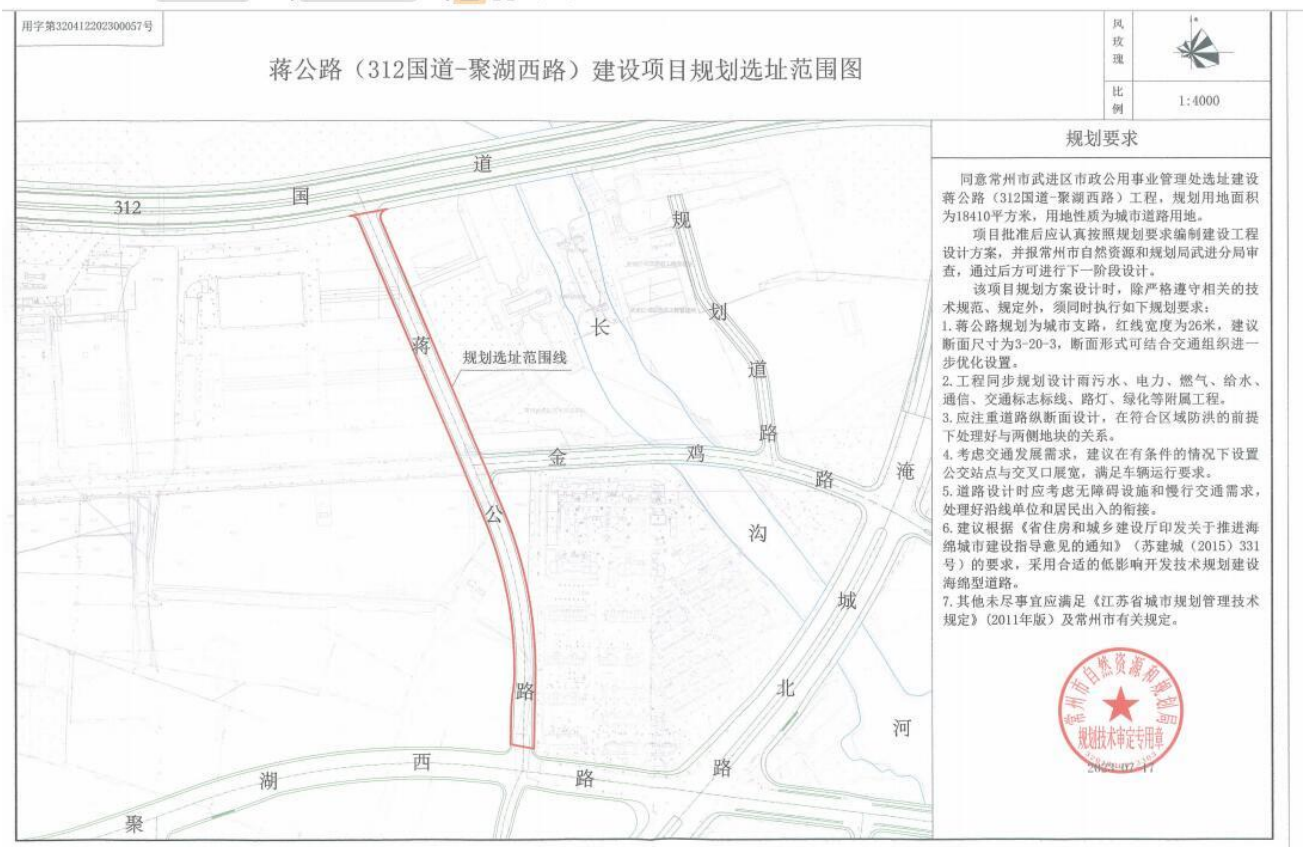 用字第320412202300057号
蒋公路（312国道-聚湖西路）建设项目规划选址范围图
风玫瑰
比例
1:4000
规划要求
同意常州市武进区市政公用事业管理处选址建设
蒋公路（312国道-聚湖西路）工程，规划用地面积
为18410平方米，用地性质为城市道路用地。
项目批准后应认真按照规划要求编制建设工程
设计方案，并报常州市自然资源和规划局武进分局审
查，通过后方可进行下一阶段设计。
该项目规划方案设计时，除严格遵守相关的技
术规范、规定外，须同时执行如下规划要求：
1.蒋公路规划为城市支路，红线宽度为26米，建议
断面尺寸为3-20-3，断面形式可结合交通组织进一
步优化设置。
2.工程同步规划设计雨污水、电力、燃气、给水、
通信、交通标志标线、路灯、绿化等附属工程。
3.应注重道路纵断面设计，在符合区域防洪的前提
下处理好与两侧地块的关系。
4.考虑交通发展需求，建议在有条件的情况下设置
公交站点与交叉口展宽，满足车辆运行要求。
5.道路设计时应考虑无障碍设施和慢行交通需求，
处理好沿线单位和居民出入的衔接。
6.建议根据《省住房和城乡建设厅印发关于推进海
绵城市建设指导意见的通知》（苏建城（2015）331
号）的要求，采用合适的低影响开发技术规划建设
海绵型道路。
7.其他未尽事宜应满足《江苏省城市规划管理技术
规定》(2011年版）及常州市有关规定。
常州市自然资源和规划局
规划技术审定专用章
312国道
蒋公路
规划选址范围线
规划道路
长沟河
金鸡路
淹城北路
聚湖西路